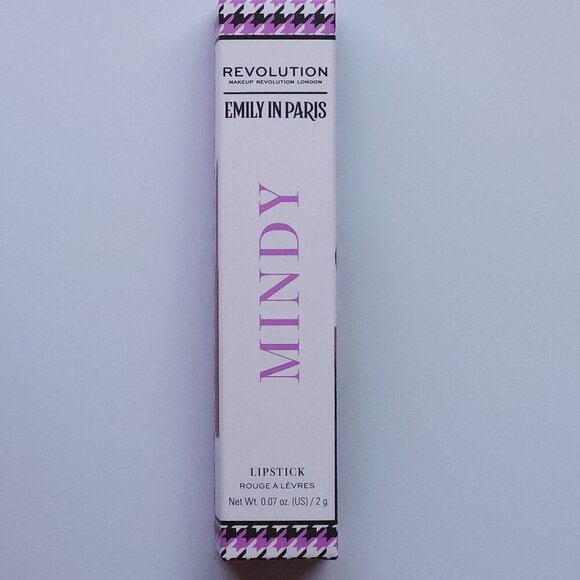 REVOLUTION
MAKEUP REVOLUTION LONDON
EMILY IN PARIS
MINDY
LIPSTICK
ROUGE À LÈVRES
Net Wt. 0.07 oz. (US) / 2 g